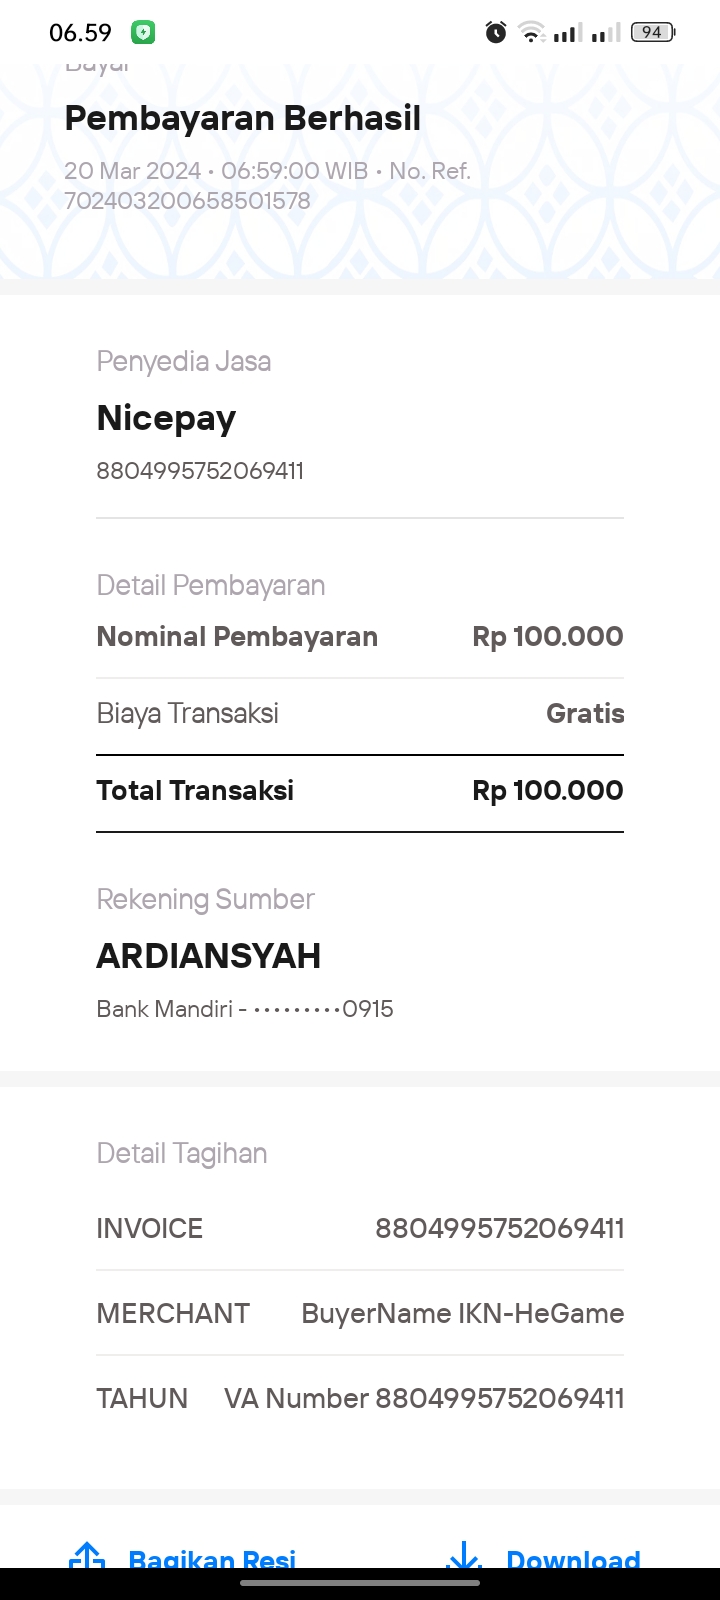 06.59
94
Bayar
Pembayaran Berhasil
20 Mar 2024 • 06:59:00 WIB • No. Ref.
702403200658501578
Penyedia Jasa
Nicepay
8804995752069411
Detail Pembayaran
Nominal Pembayaran Rp 100.000
Biaya Transaksi Gratis
Total Transaksi Rp 100.000
Rekening Sumber
ARDIANSYAH
Bank Mandiri - •••••••••0915
Detail Tagihan
INVOICE 8804995752069411
MERCHANT BuyerName IKN-HeGame
TAHUN VA Number 8804995752069411
Bagikan Resi Download